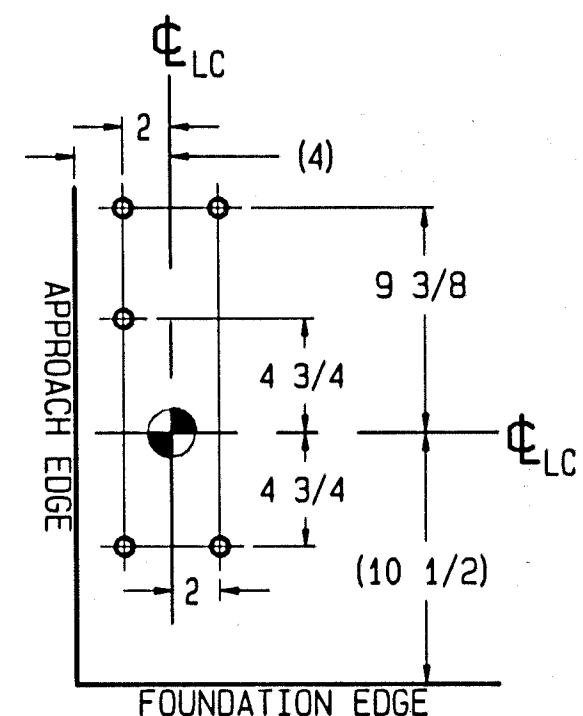 ℄ LC
2
(4)
9 3/8
APPROACH EDGE
4 3/4
℄ LC
4 3/4
(10 1/2)
2
FOUNDATION EDGE